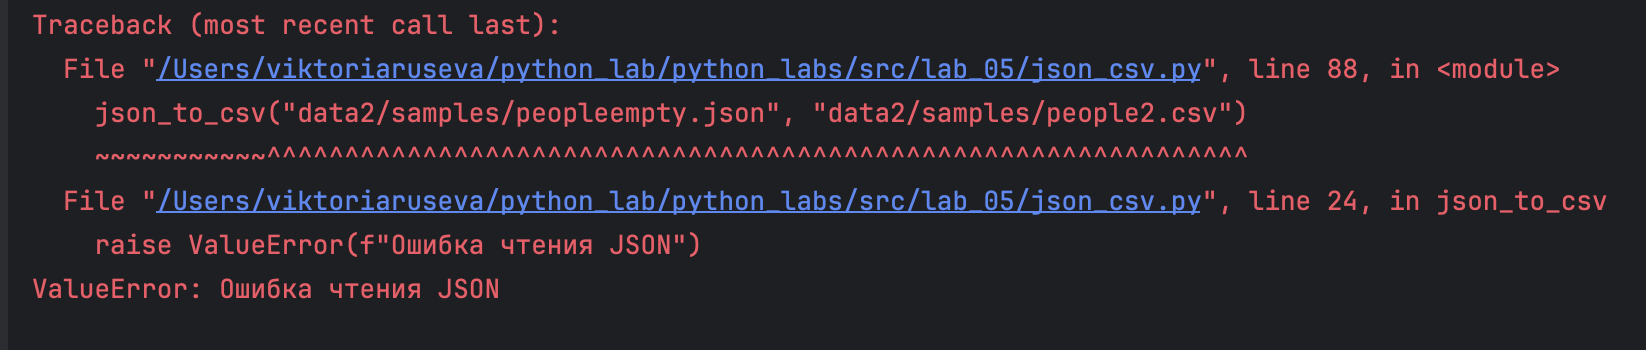 Traceback (most recent call last):
  File "/Users/viktoriaruseva/python_lab/python_labs/src/lab_05/json_csv.py", line 88, in <module>
    json_to_csv("data2/samples/peopleempty.json", "data2/samples/people2.csv")
    ~~~~~~~~~~~^^^^^^^^^^^^^^^^^^^^^^^^^^^^^^^^^^^^^^^^^^^^^^^^^^^^^^^^^^^^^^^
  File "/Users/viktoriaruseva/python_lab/python_labs/src/lab_05/json_csv.py", line 24, in json_to_csv
    raise ValueError(f"Ошибка чтения JSON")
ValueError: Ошибка чтения JSON